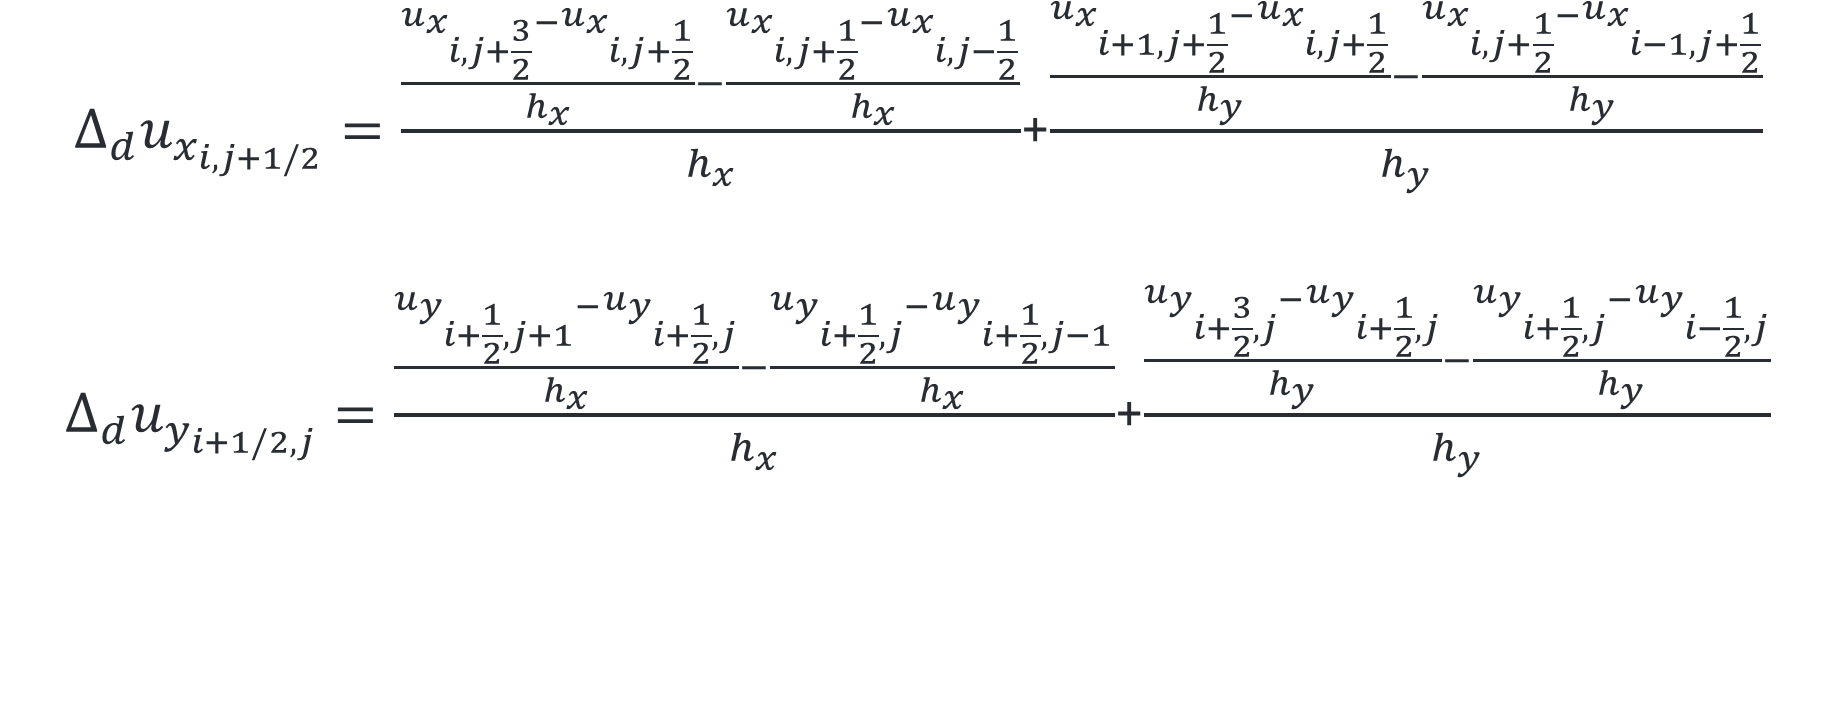 $\Delta_d u_{x_{i,j+1/2}} = \frac{\frac{u_{x_{i,j+\frac{3}{2}}} - u_{x_{i,j+\frac{1}{2}}}}{h_x} - \frac{u_{x_{i,j+\frac{1}{2}}} - u_{x_{i,j-\frac{1}{2}}}}{h_x}}{h_x} + \frac{\frac{u_{x_{i+1,j+\frac{1}{2}}} - u_{x_{i,j+\frac{1}{2}}}}{h_y} - \frac{u_{x_{i,j+\frac{1}{2}}} - u_{x_{i-1,j+\frac{1}{2}}}}{h_y}}{h_y}$
$\Delta_d u_{y_{i+1/2,j}} = \frac{\frac{u_{y_{i+\frac{1}{2},j+1}} - u_{y_{i+\frac{1}{2},j}}}{h_x} - \frac{u_{y_{i+\frac{1}{2},j}} - u_{y_{i+\frac{1}{2},j-1}}}{h_x}}{h_x} + \frac{\frac{u_{y_{i+\frac{3}{2},j}} - u_{y_{i+\frac{1}{2},j}}}{h_y} - \frac{u_{y_{i+\frac{1}{2},j}} - u_{y_{i-\frac{1}{2},j}}}{h_y}}{h_y}$